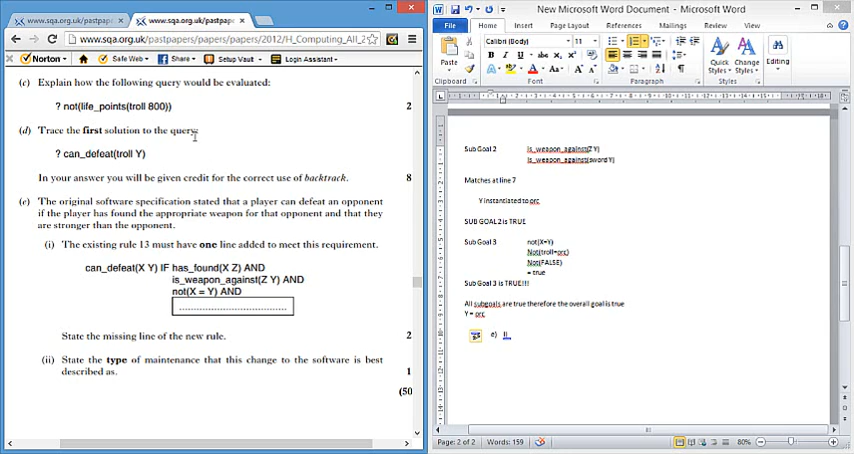 www.sqa.org.uk/pastpaper
www.sqa.org.uk/pastpape
www.sqa.org.uk/pastpapers/papers/papers/2012/H_Computing_All_2
Norton
f Share
Setup Vault
Login Assistant
(c) Explain how the following query would be evaluated:
? not(life_points(troll 800))
2
(d) Trace the first solution to the query:
? can_defeat(troll Y)
In your answer you will be given credit for the correct use of backtrack.
8
(e) The original software specification stated that a player can defeat an opponent
if the player has found the appropriate weapon for that opponent and that they
are stronger than the opponent.
(i) The existing rule 13 must have one line added to meet this requirement.
can_defeat(X Y) IF has_found(X Z) AND
is_weapon_against(Z Y) AND
not(X = Y) AND
.......................................
State the missing line of the new rule.
2
(ii) State the type of maintenance that this change to the software is best
described as.
1
(50
New Microsoft Word Document - Microsoft Word
File
Home
Insert
Page Layout
References
Mailings
Review
View
Paste
Calibri (Body)
11
B I U abc
Quick
Styles
Change
Styles
Editing
Clipboard
Font
Paragraph
Styles
Sub Goal 2
is_weapon_against(Z Y)
is_weapon_against(sword Y)
Matches at line 7
Y instantiated to orc
SUB GOAL 2 is TRUE
Sub Goal 3
not(X=Y)
Not(troll=orc)
Not(FALSE)
= true
Sub Goal 3 is TRUE!!!
All subgoals are true therefore the overall goal is true
Y = orc
e) II
Page: 2 of 2
Words: 159
80%